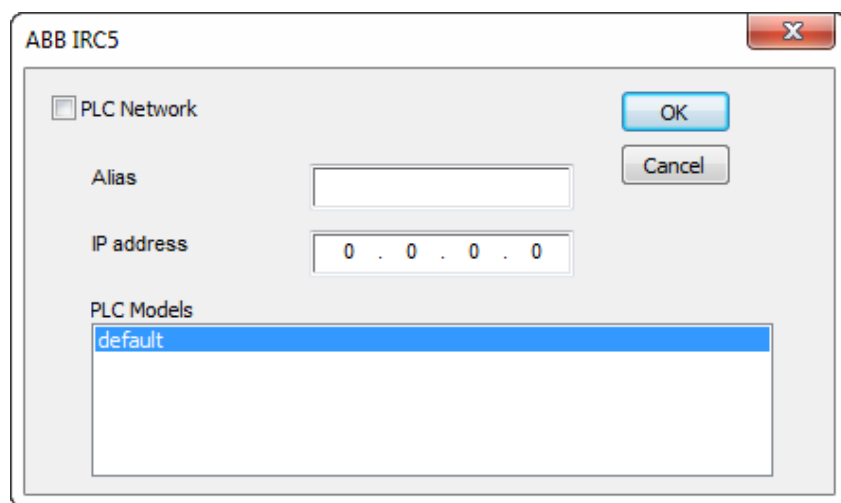 ABB IRC5
PLC Network
OK
Alias
Cancel
IP address
0 . 0 . 0 . 0
PLC Models
default